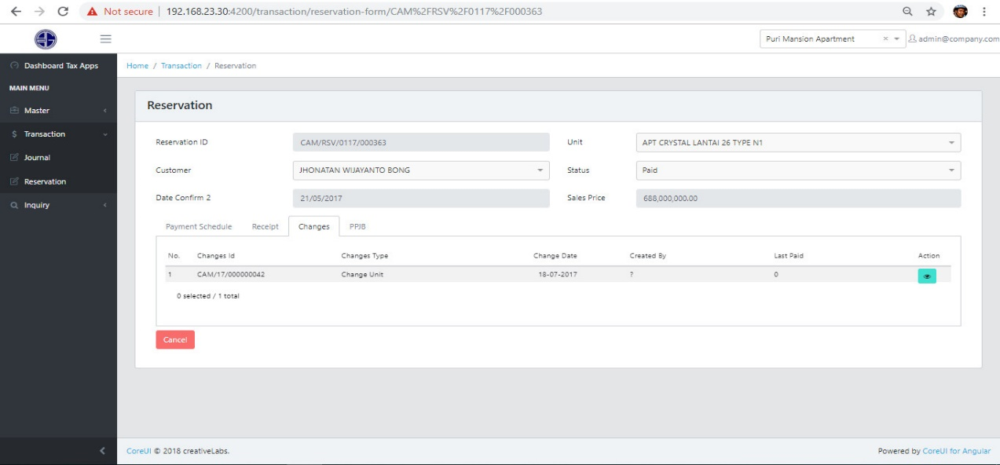 Not secure | 192.168.23.30:4200/transaction/reservation-form/CAM%2FRSV%2F0117%2F000363
Puri Mansion Apartment × admin@company.com
Dashboard Tax Apps
Home / Transaction / Reservation
MAIN MENU
Master
$ Transaction
Journal
Reservation
Inquiry
Reservation
Reservation ID CAM/RSV/0117/000363 Unit APT CRYSTAL LANTAI 26 TYPE N1
Customer JHONATAN WIJAYANTO BONG Status Paid
Date Confirm 2 21/05/2017 Sales Price 688,000,000.00
Payment Schedule Receipt Changes PPJB
No. Changes Id Changes Type Change Date Created By Last Paid Action
1 CAM/17/000000042 Change Unit 18-07-2017 ? 0
0 selected / 1 total
Cancel
CoreUI © 2018 creativeLabs. Powered by CoreUI for Angular